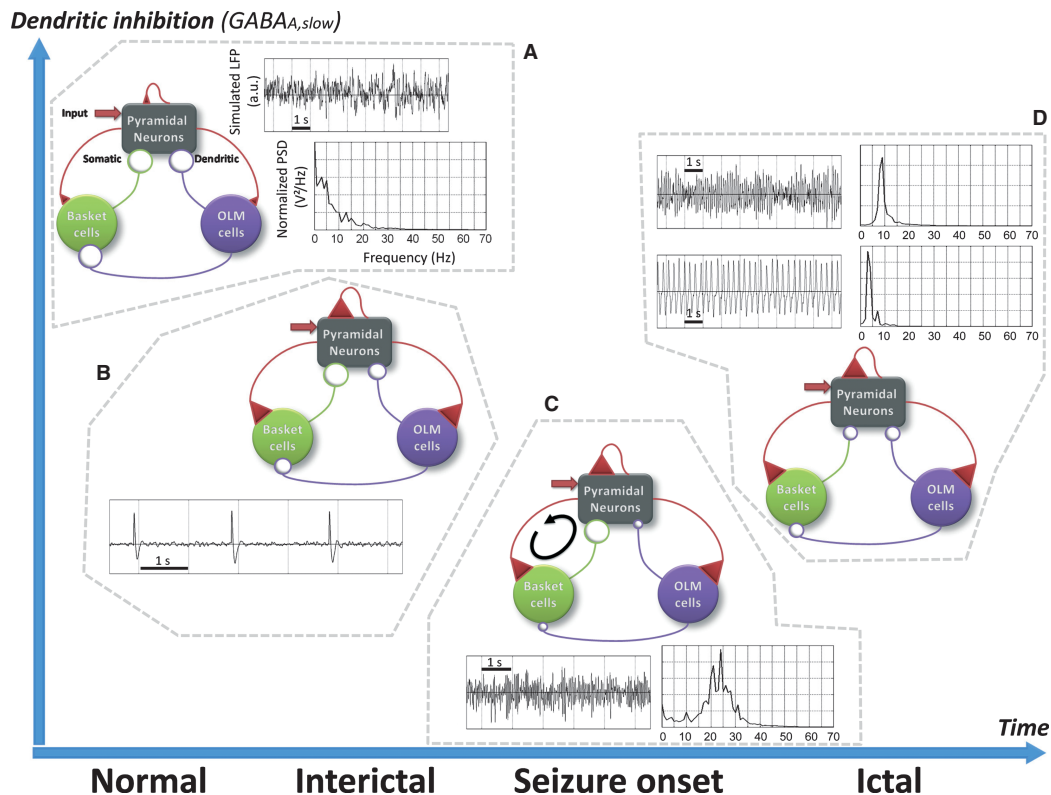 Dendritic inhibition (GABAA,slow)
A
Simulated LFP
(a.u.)
1 s
Input
Pyramidal
Neurons
Somatic
Dendritic
Basket
cells
OLM
cells
Normalized PSD
(V²/Hz)
0 10 20 30 40 50 60 70
Frequency (Hz)
B
Pyramidal
Neurons
Basket
cells
OLM
cells
1 s
C
Pyramidal
Neurons
Basket
cells
OLM
cells
1 s
0 10 20 30 40 50 60 70
D
1 s
0 10 20 30 40 50 60 70
1 s
0 10 20 30 40 50 60 70
Pyramidal
Neurons
Basket
cells
OLM
cells
Time
Normal
Interictal
Seizure onset
Ictal